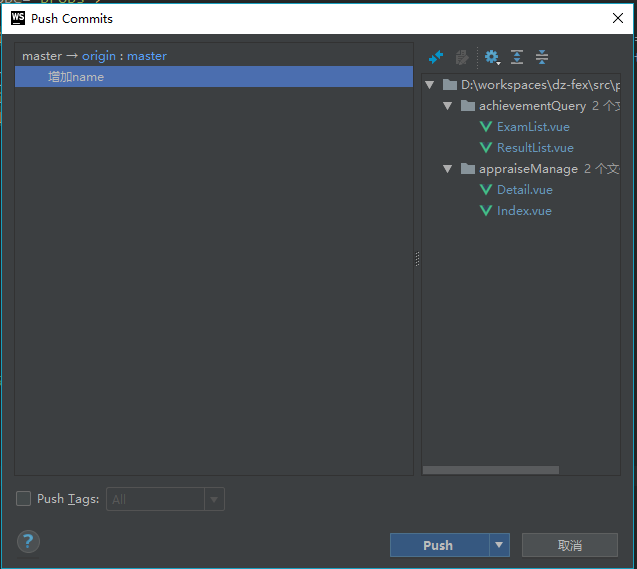 Push Commits
master → origin : master
增加name
D:\workspaces\dz-fex\src\p
achievementQuery 2 个文
ExamList.vue
ResultList.vue
appraiseManage 2 个文
Detail.vue
Index.vue
Push Tags: All
? Push 取消